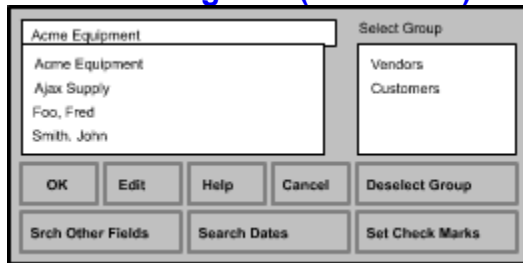 Acme Equipment
Select Group
Acme Equipment
Ajax Supply
Foo, Fred
Smith, John
Vendors
Customers
OK Edit Help Cancel Deselect Group
Srch Other Fields Search Dates Set Check Marks